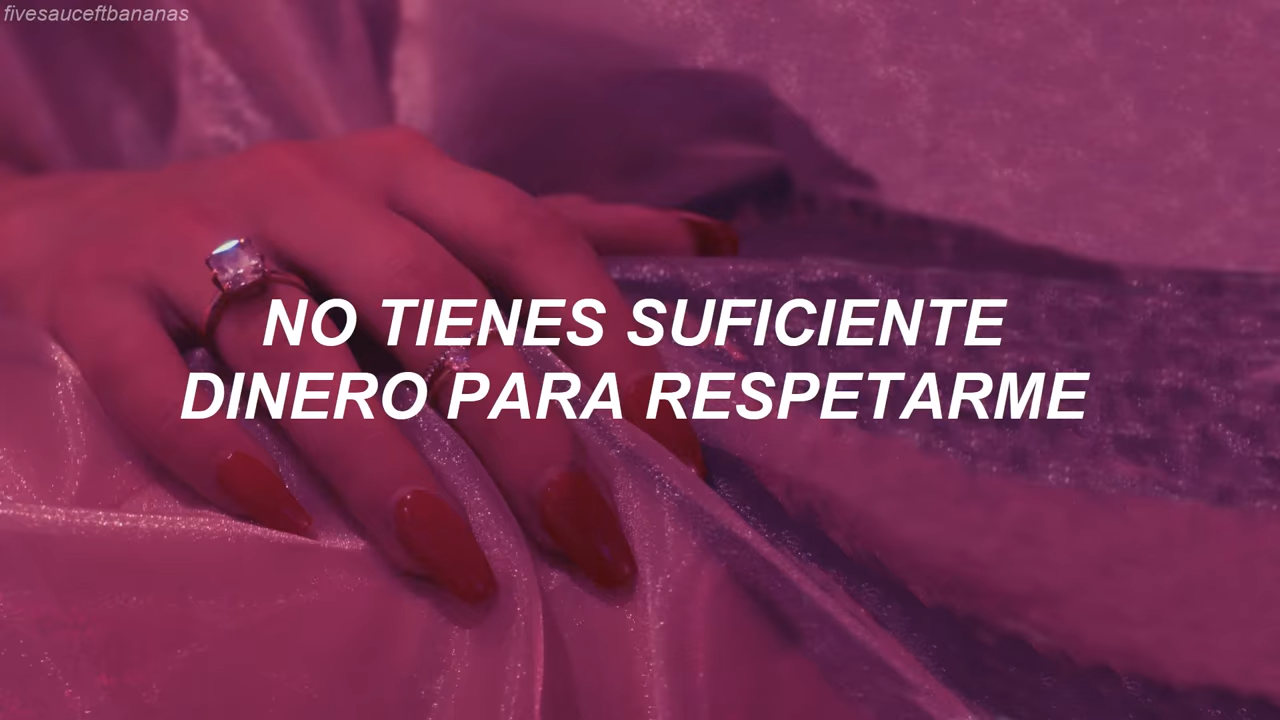 fivesauceftbananas
NO TIENES SUFICIENTE
DINERO PARA RESPETARME